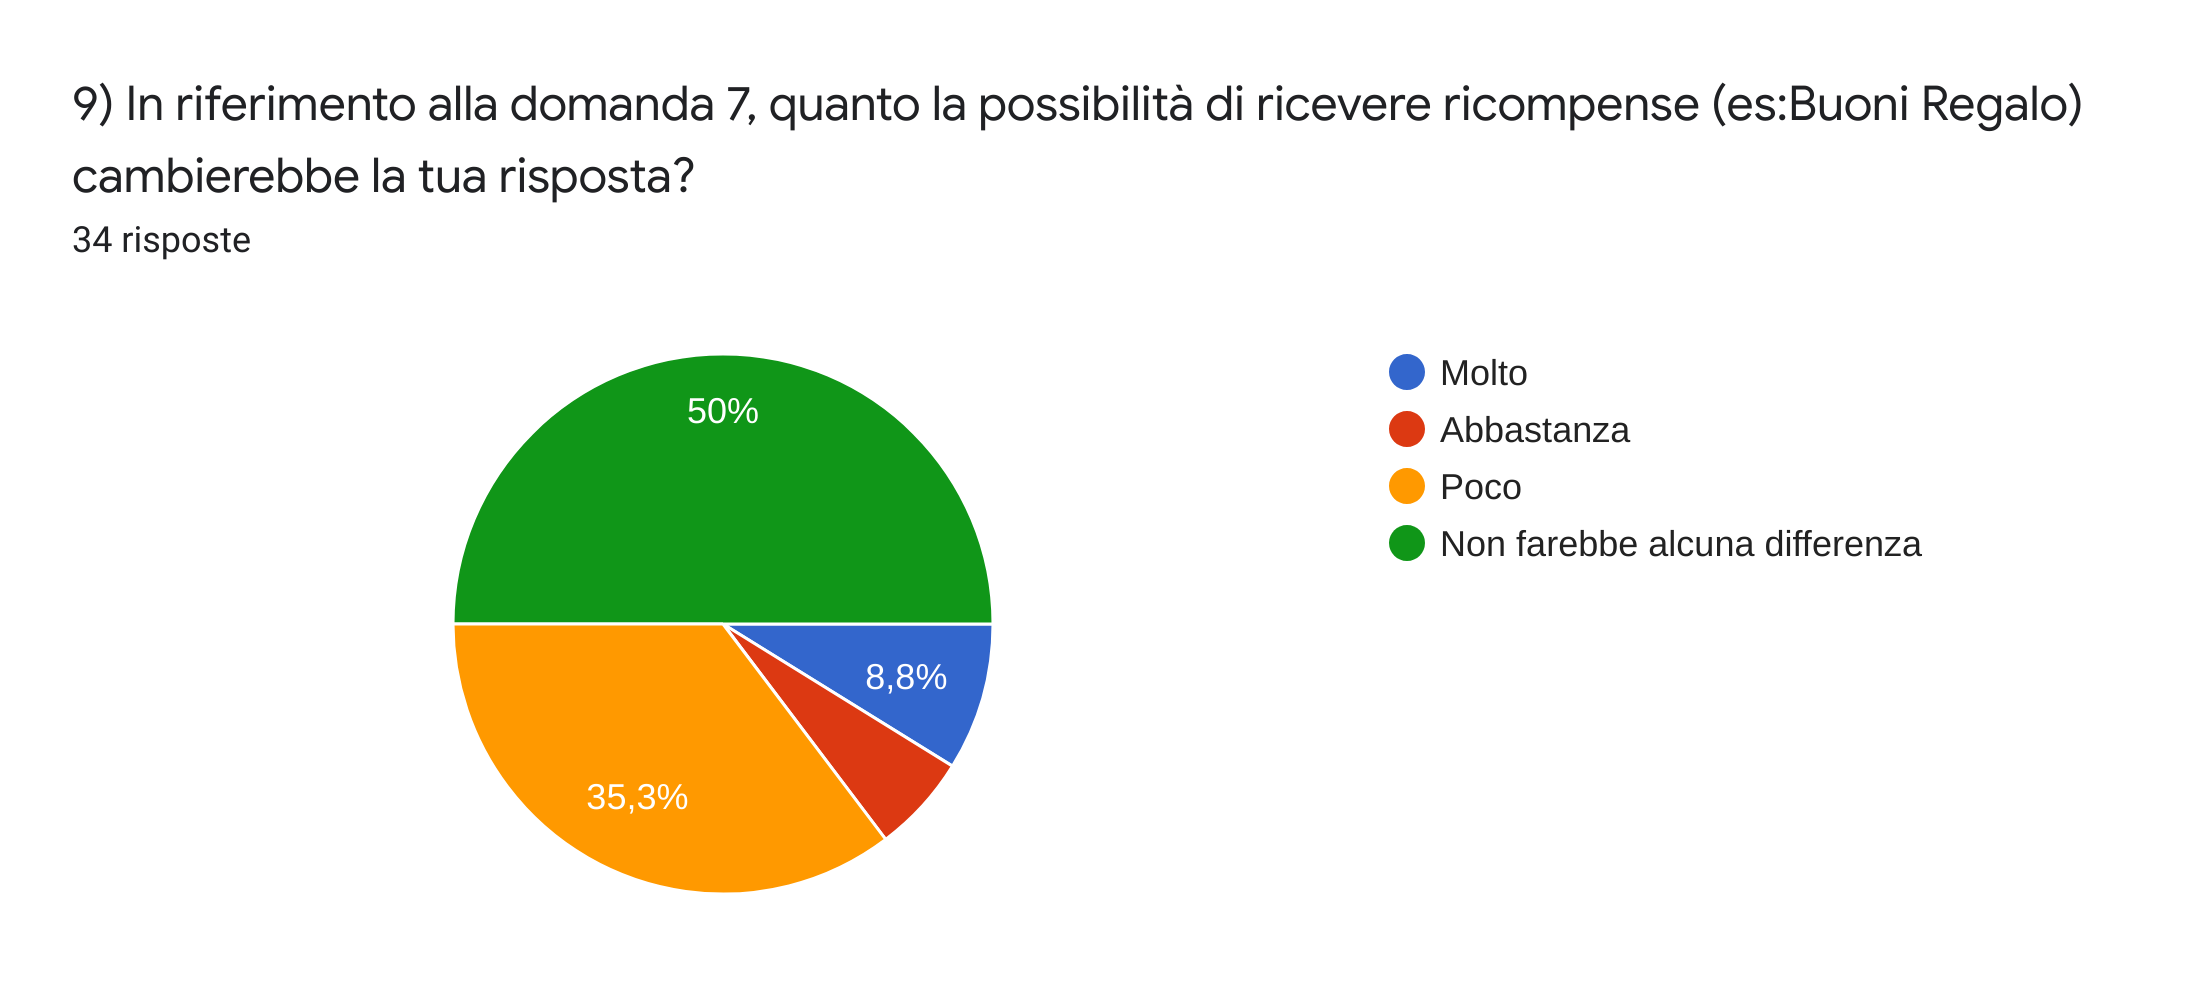 9) In riferimento alla domanda 7, quanto la possibilità di ricevere ricompense (es:Buoni Regalo)
cambierebbe la tua risposta?
34 risposte
50%
8,8%
35,3%
Molto
Abbastanza
Poco
Non farebbe alcuna differenza